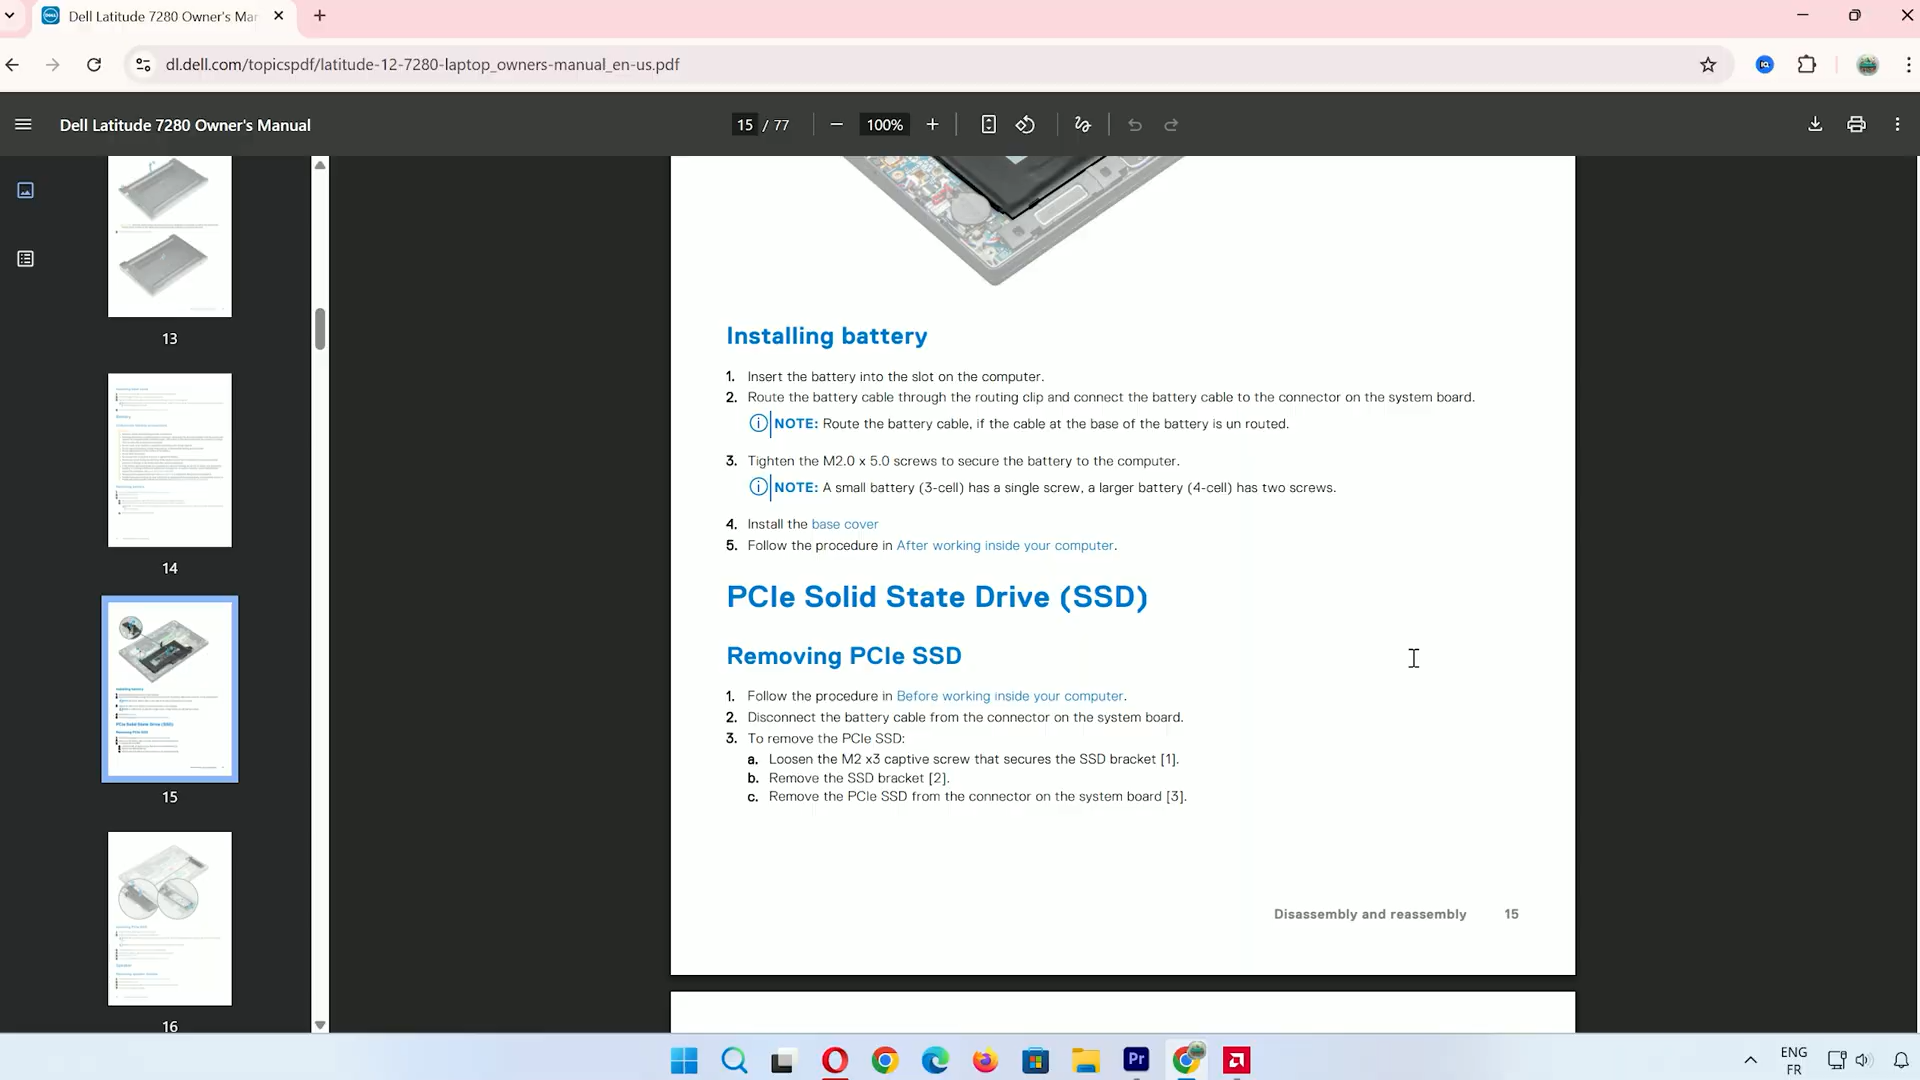 Dell Latitude 7280 Owner's Mar
dl.dell.com/topicspdf/latitude-12-7280-laptop_owners-manual_en-us.pdf
Dell Latitude 7280 Owner's Manual
15 / 77
100%
13
14
15
16
Installing battery
1. Insert the battery into the slot on the computer.
2. Route the battery cable through the routing clip and connect the battery cable to the connector on the system board.
NOTE: Route the battery cable, if the cable at the base of the battery is un routed.
3. Tighten the M2.0 x 5.0 screws to secure the battery to the computer.
NOTE: A small battery (3-cell) has a single screw, a larger battery (4-cell) has two screws.
4. Install the base cover
5. Follow the procedure in After working inside your computer.
PCIe Solid State Drive (SSD)
Removing PCIe SSD
1. Follow the procedure in Before working inside your computer.
2. Disconnect the battery cable from the connector on the system board.
3. To remove the PCIe SSD:
a. Loosen the M2 x3 captive screw that secures the SSD bracket [1].
b. Remove the SSD bracket [2].
c. Remove the PCIe SSD from the connector on the system board [3].
Disassembly and reassembly 15
Pr
ENG
FR